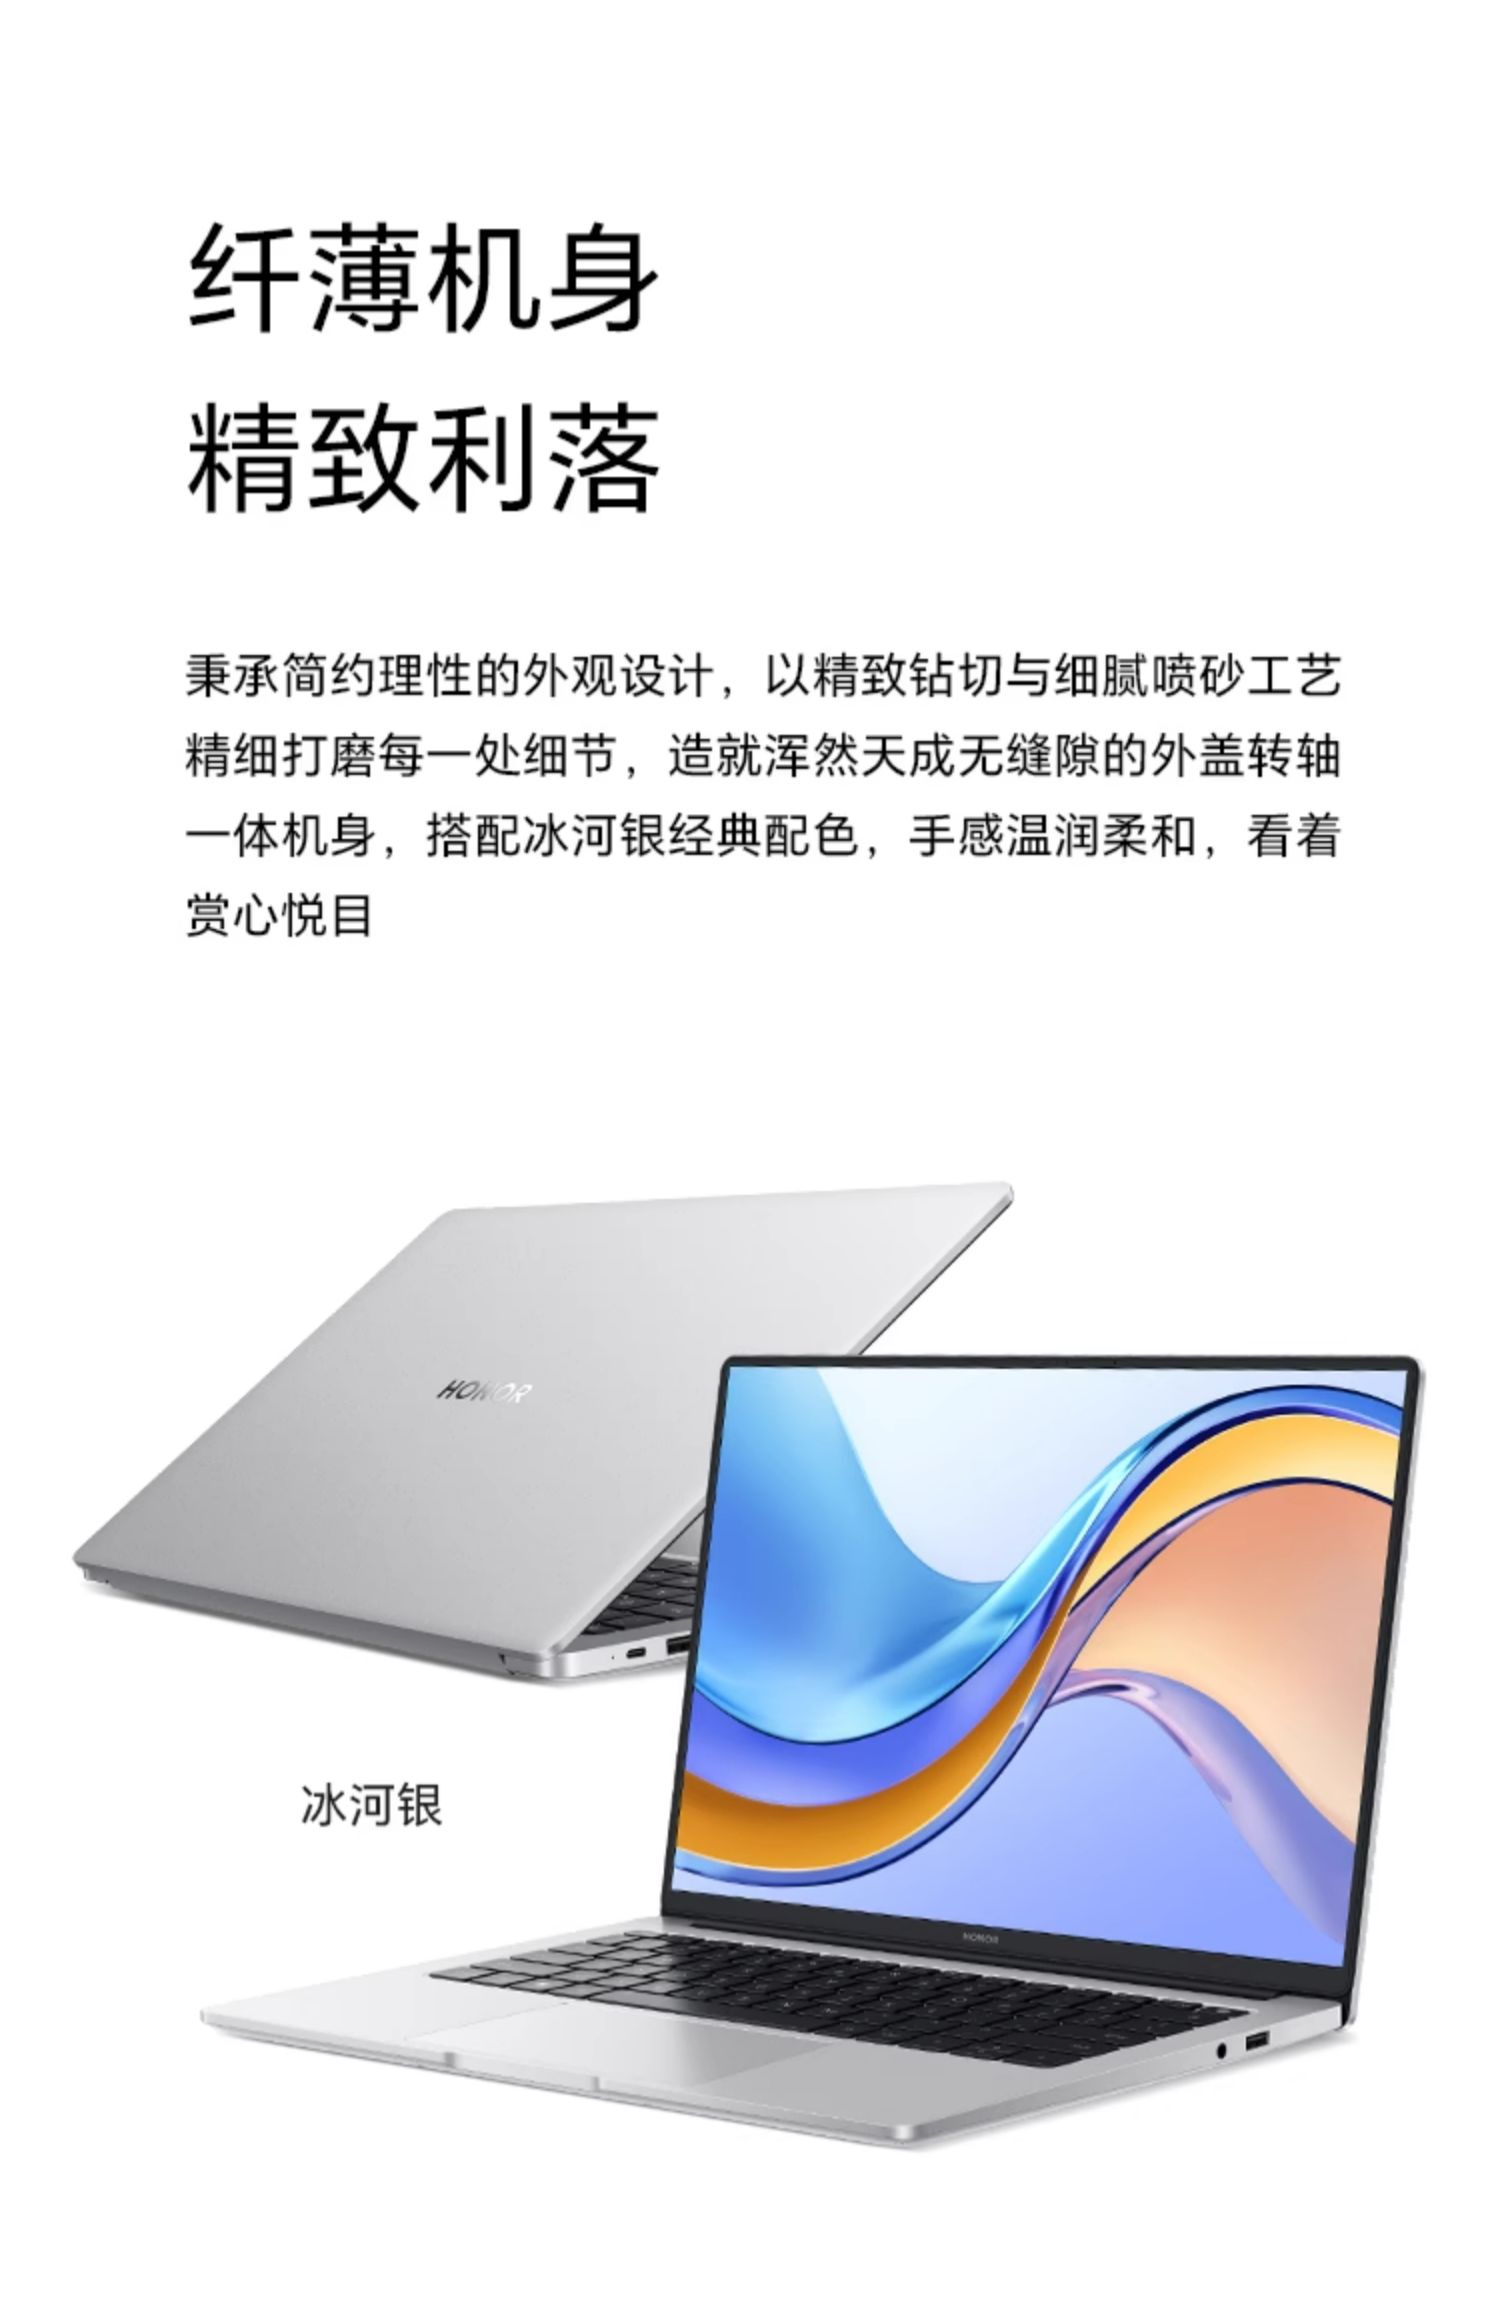 纤薄机身
精致利落
秉承简约理性的外观设计，以精致钻切与细腻喷砂工艺
精细打磨每一处细节，造就浑然天成无缝隙的外盖转轴
一体机身，搭配冰河银经典配色，手感温润柔和，看着
赏心悦目
HONOR
冰河银
HONOR